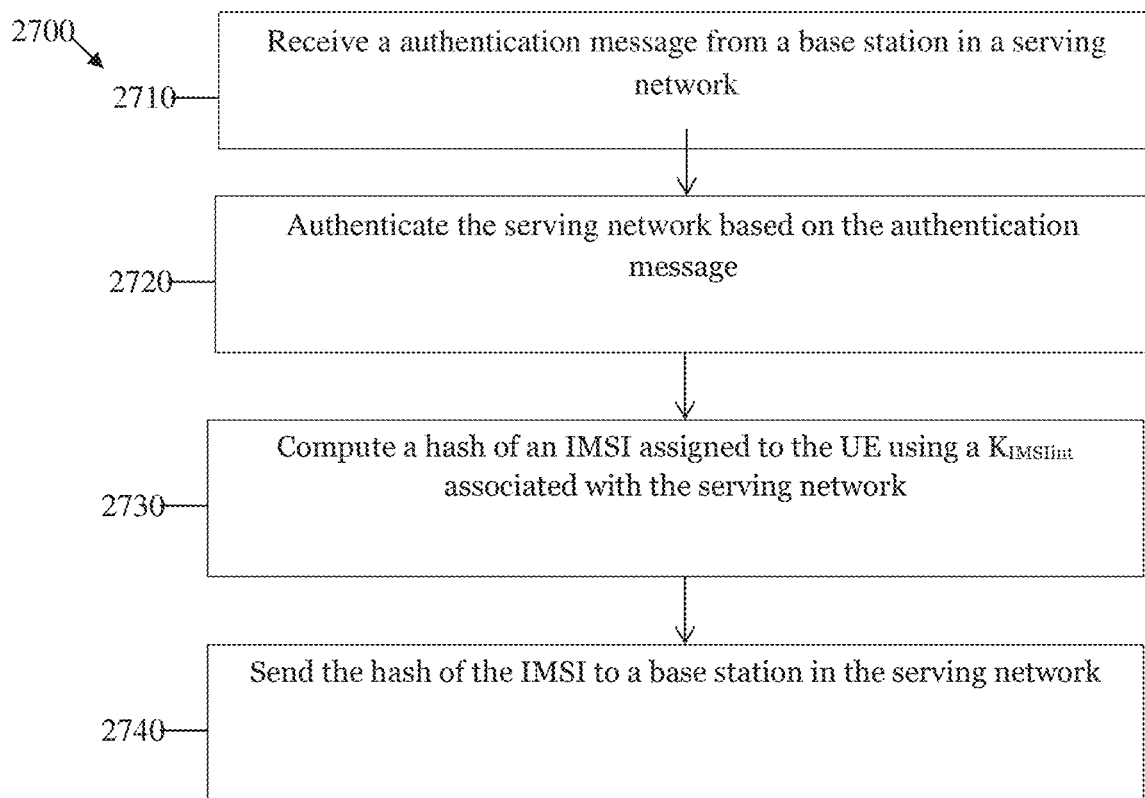 2700
Receive a authentication message from a base station in a serving
network
2710
Authenticate the serving network based on the authentication
message
2720
Compute a hash of an IMSI assigned to the UE using a KIMSIint
associated with the serving network
2730
Send the hash of the IMSI to a base station in the serving network
2740